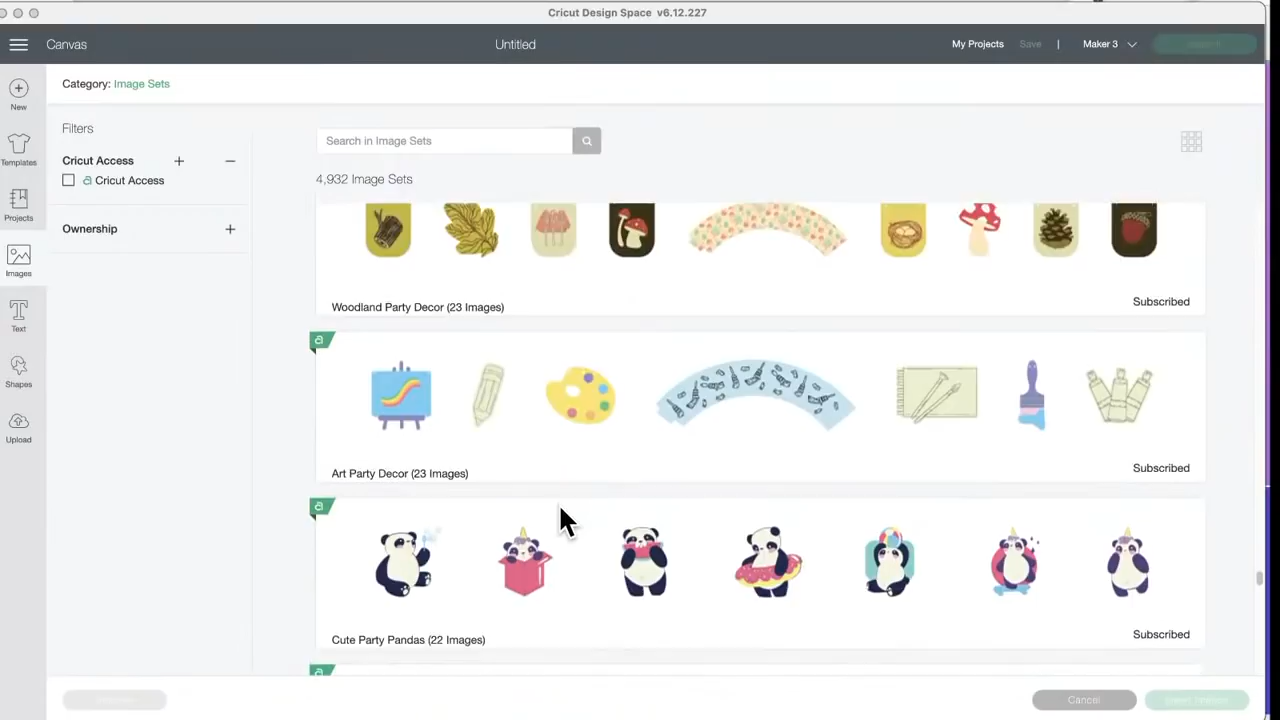 Cricut Design Space v6.12.227
Canvas
Untitled
My Projects Save | Maker 3
Category: Image Sets
New
Templates
Projects
Images
Text
Shapes
Upload
Filters
Cricut Access
Cricut Access
Ownership
Search in Image Sets
4,932 Image Sets
Woodland Party Decor (23 Images) Subscribed
Art Party Decor (23 Images) Subscribed
Cute Party Pandas (22 Images) Subscribed
Cancel